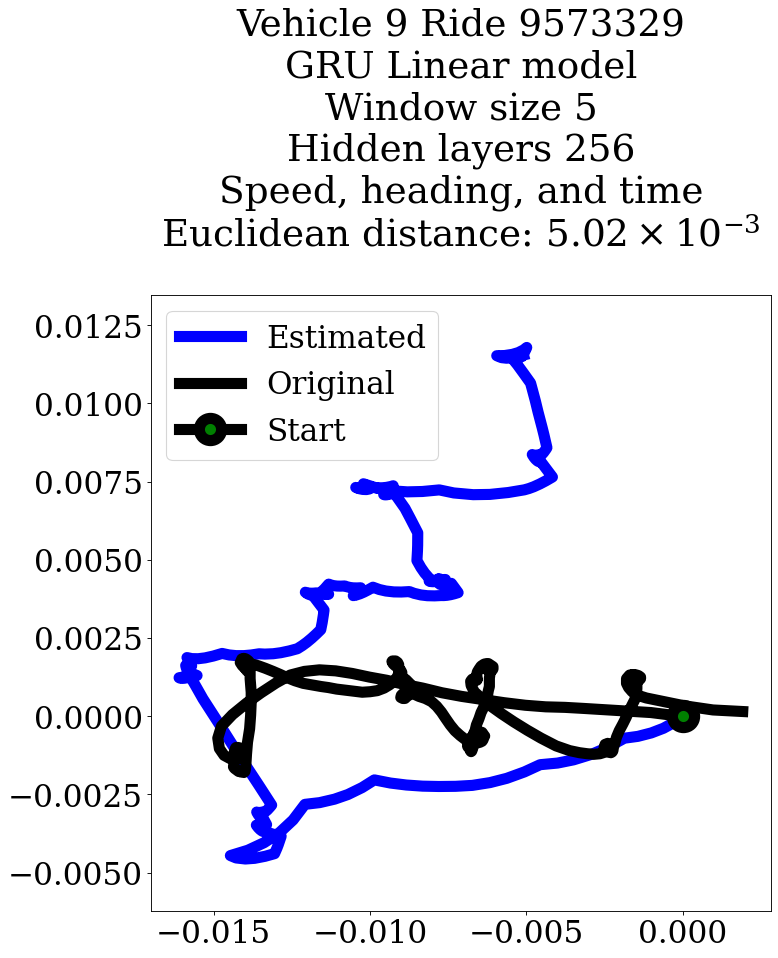 Vehicle 9 Ride 9573329
GRU Linear model
Window size 5
Hidden layers 256
Speed, heading, and time
Euclidean distance: 5.02 × 10⁻³
Estimated
Original
Start
0.0125
0.0100
0.0075
0.0050
0.0025
0.0000
−0.0025
−0.0050
−0.015 −0.010 −0.005 0.000